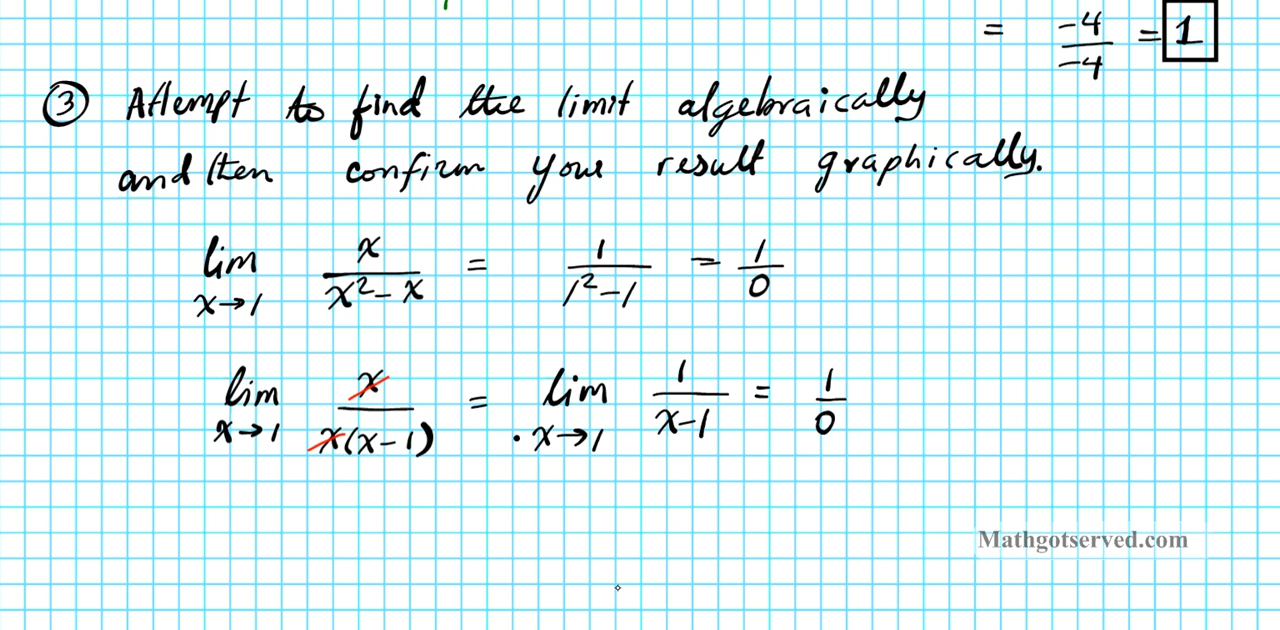 = -4/-4 = 1
③ Attempt to find the limit algebraically
and then confirm your result graphically.
lim x→1 x/(x² - x) = 1/(1² - 1) = 1/0
lim x→1 x/(x(x-1)) = lim x→1 1/(x-1) = 1/0
Mathgotserved.com